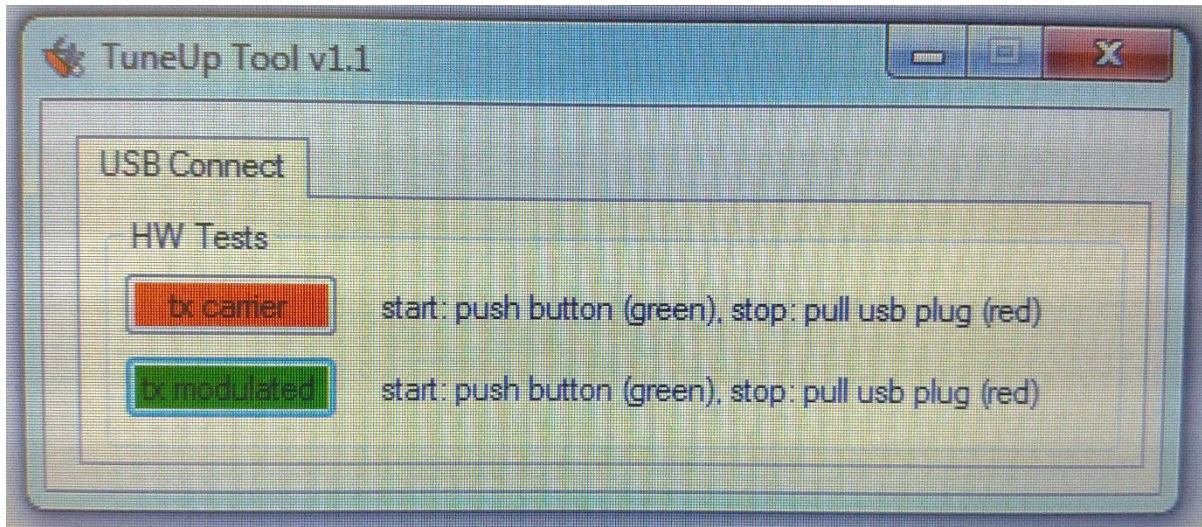 TuneUp Tool v1.1
USB Connect
HW Tests
tx carrier start: push button (green), stop: pull usb plug (red)
tx modulated start: push button (green), stop: pull usb plug (red)